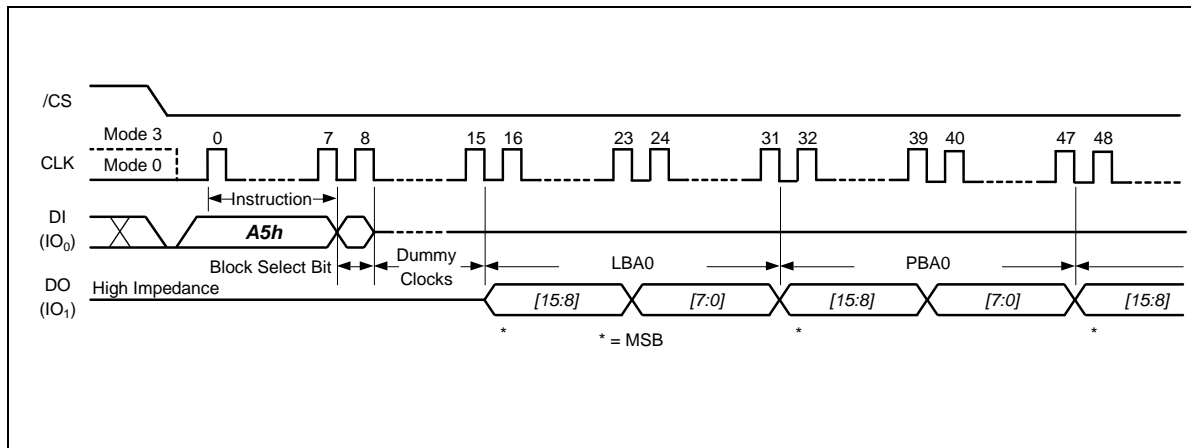 /CS
Mode 3
0 7 8 15 16 23 24 31 32 39 40 47 48
CLK
Mode 0
Instruction
DI
(IO0)
A5h
Block Select Bit
Dummy
Clocks
LBA0
PBA0
DO
(IO1)
High Impedance
[15:8] [7:0] [15:8] [7:0] [15:8]
* * = MSB * *